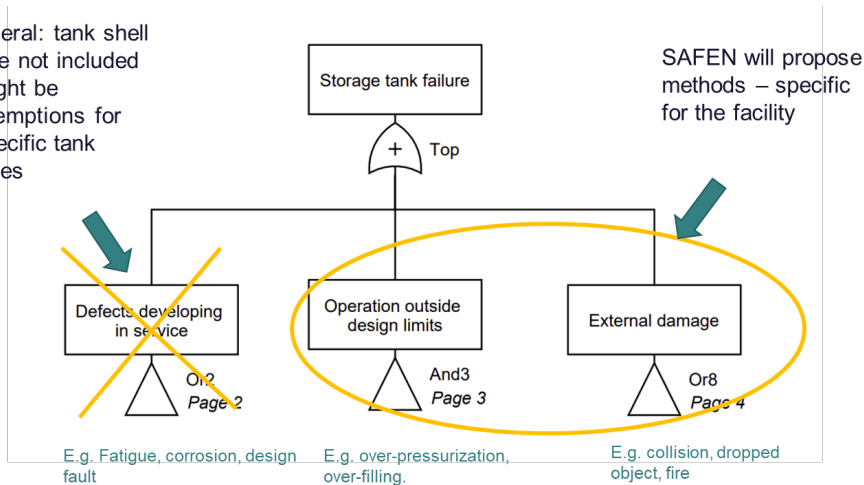 eral: tank shell
e not included
ght be
emptions for
ecific tank
es
SAFEN will propose
methods – specific
for the facility
Storage tank failure
+
Top
Defects developing
in service
Operation outside
design limits
External damage
Or2
Page 2
And3
Page 3
Or8
Page 4
E.g. Fatigue, corrosion, design
fault
E.g. over-pressurization,
over-filling.
E.g. collision, dropped
object, fire